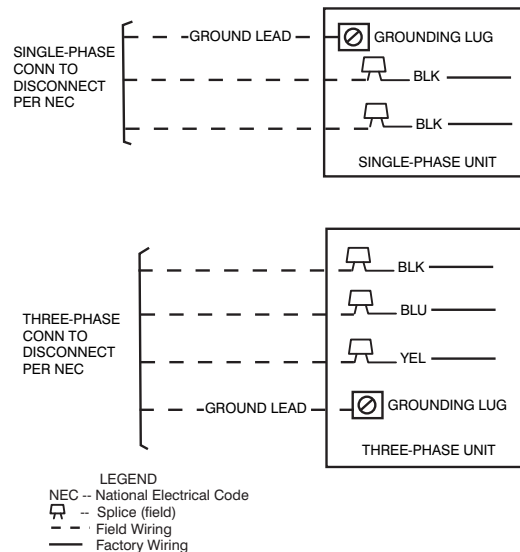 SINGLE-PHASE
CONN TO
DISCONNECT
PER NEC
GROUND LEAD
GROUNDING LUG
BLK
BLK
SINGLE-PHASE UNIT
THREE-PHASE
CONN TO
DISCONNECT
PER NEC
BLK
BLU
YEL
GROUND LEAD
GROUNDING LUG
THREE-PHASE UNIT
LEGEND
NEC -- National Electrical Code
-- Splice (field)
Field Wiring
Factory Wiring